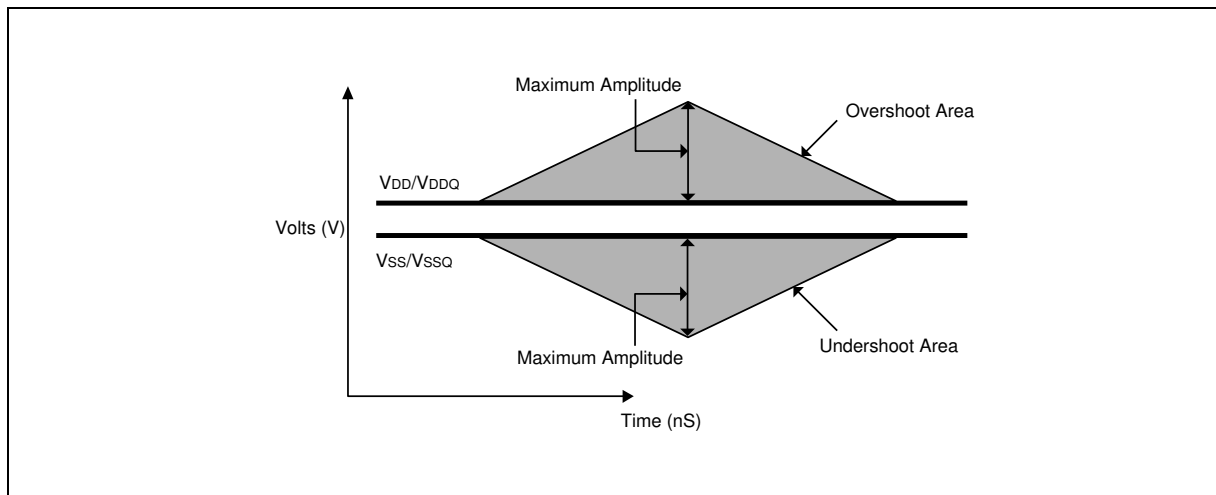 Maximum Amplitude
Overshoot Area
VDD/VDDQ
Volts (V)
VSS/VSSQ
Undershoot Area
Maximum Amplitude
Time (nS)